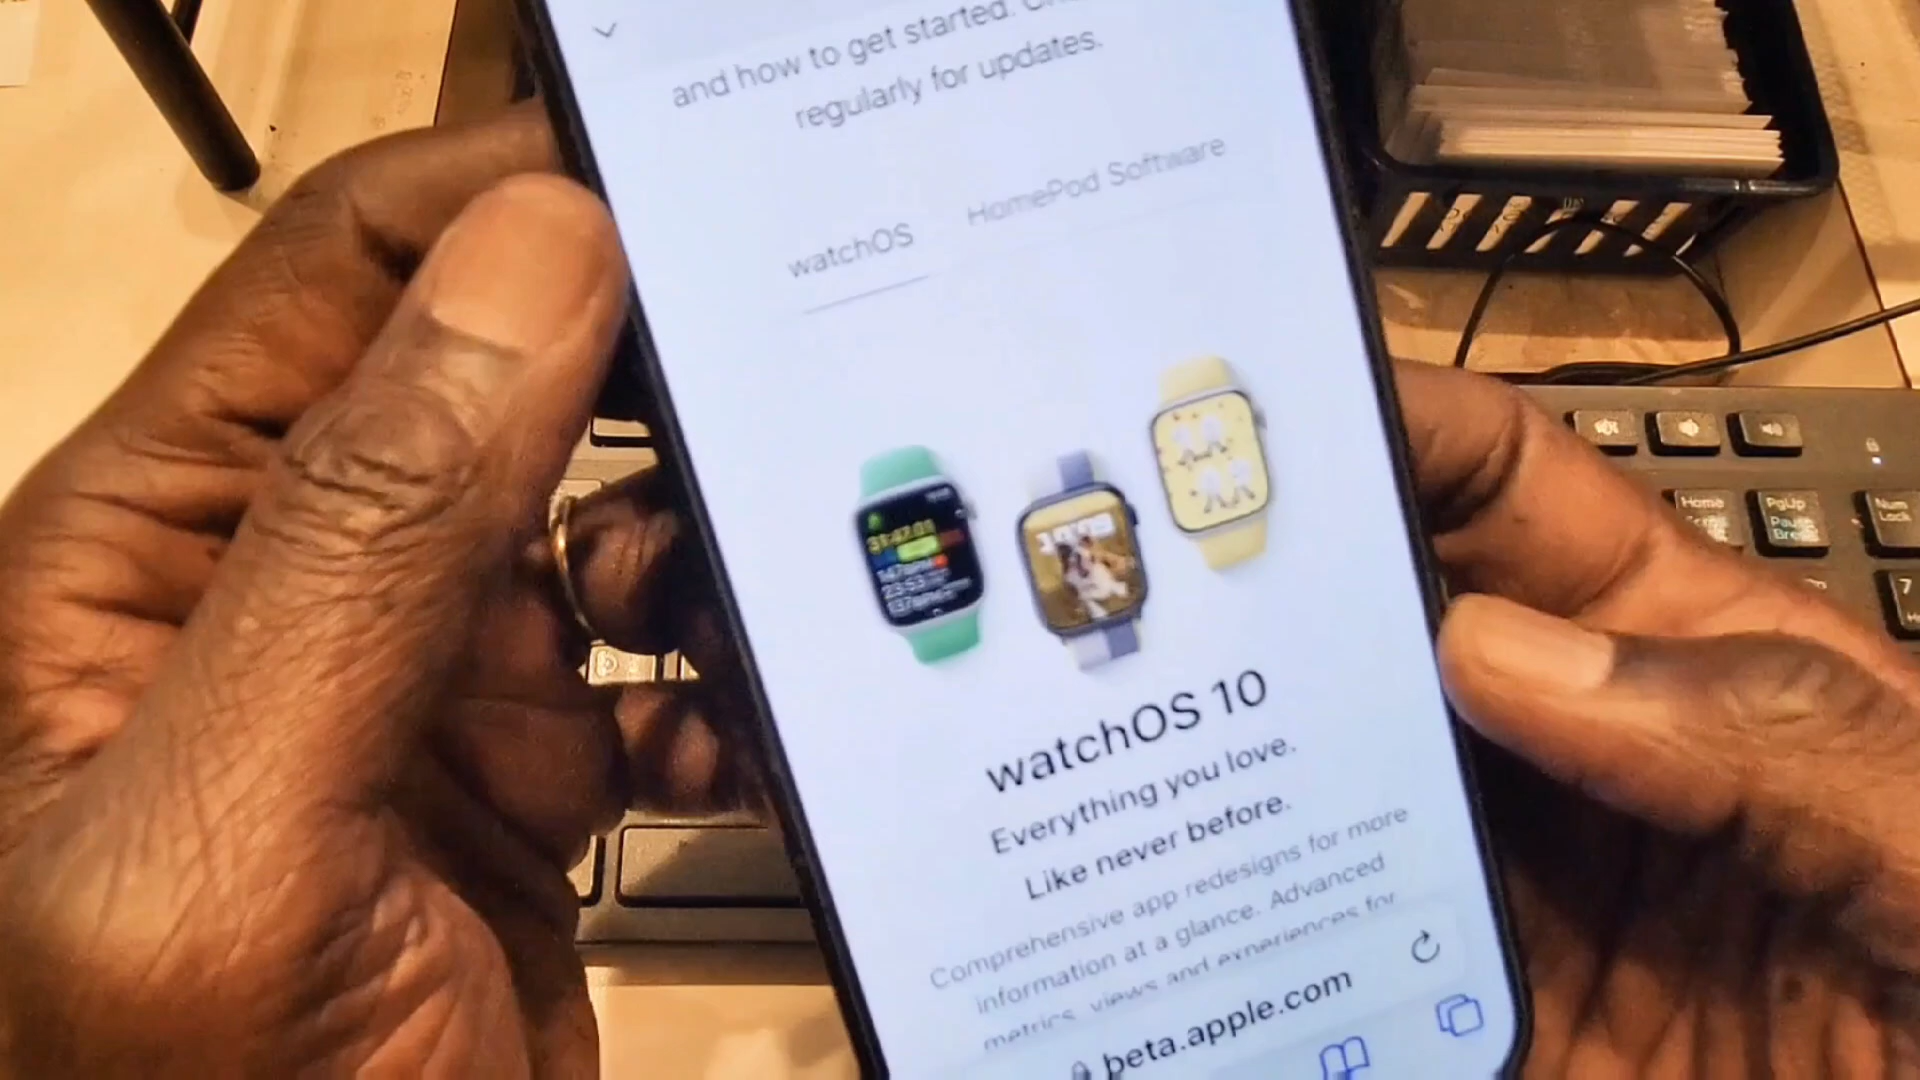 and how to get started.
regularly for updates.
watchOS HomePod Software
watchOS 10
Everything you love.
Like never before.
Comprehensive app redesigns for more
information at a glance. Advanced
metrics, views and experiences for
beta.apple.com
Home
PgUp
Pause
Num
Lock
7